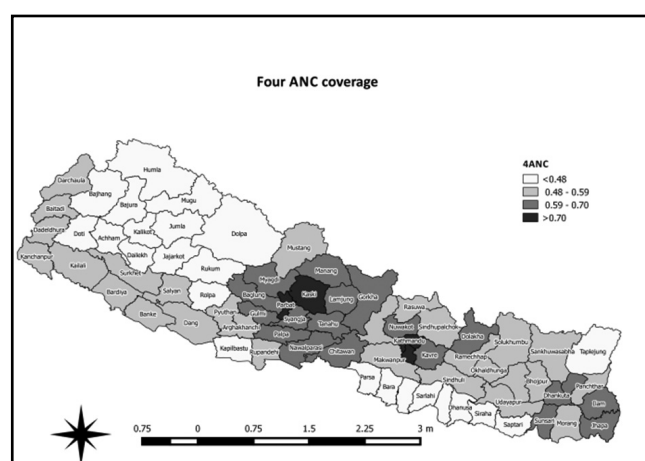 Four ANC coverage
4ANC
<0.48
0.48 - 0.59
0.59 - 0.70
>0.70
Darchaula
Humla
Bajhang
Baitadi
Bajura
Mugu
Dadeldhura
Doti
Achham
Kalikot
Jumla
Dolpa
Kanchanpur
Kailali
Dailekh
Jajarkot
Mustang
Surkhet
Rukum
Manang
Bardiya
Salyan
Rolpa
Myagdi
Kaski
Baglung
Parbat
Lamjung
Gorkha
Banke
Dang
Pyuthan
Gulmi
Syangja
Tanahu
Rasuwa
Arghakhanchi
Palpa
Nuwakot
Sindhupalchok
Dolakha
Kapilbastu
Rupandehi
Nawalparasi
Chitawan
Kathmandu
Kavre
Ramechhap
Solukhumbu
Sankhuwasabha
Taplejung
Makwanpur
Sindhuli
Okhaldhunga
Bhojpur
Panchthar
Parsa
Bara
Sarlahi
Dhanusa
Siraha
Udayapur
Dhankuta
Ilam
Saptari
Sunsari
Morang
Jhapa
0.75 0 0.75 1.5 2.25 3 m